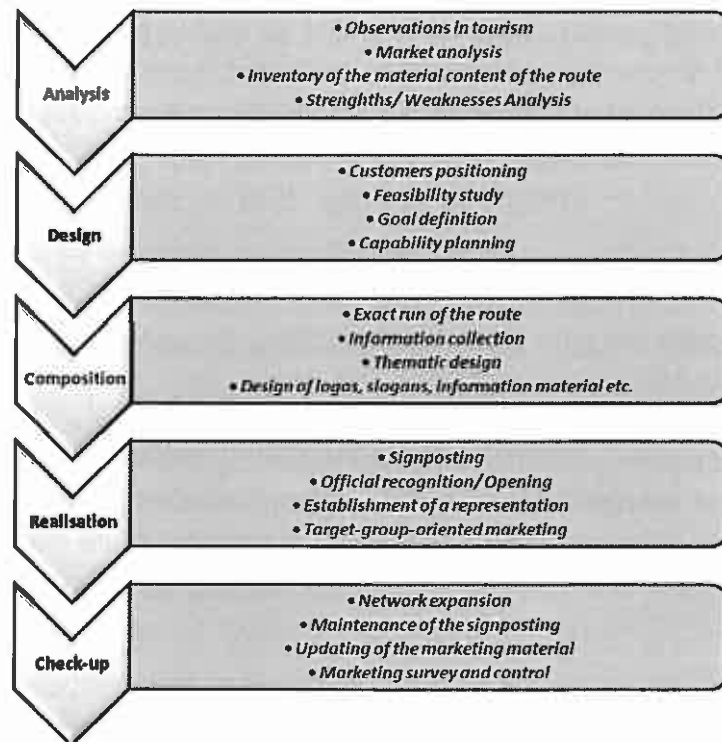 Analysis
• Observations in tourism
• Market analysis
• Inventory of the material content of the route
• Strenghths/ Weaknesses Analysis
Design
• Customers positioning
• Feasibility study
• Goal definition
• Capability planning
Composition
• Exact run of the route
• Information collection
• Thematic design
• Design of logos, slogans, information material etc.
Realisation
• Signposting
• Official recognition/ Opening
• Establishment of a representation
• Target-group-oriented marketing
Check-up
• Network expansion
• Maintenance of the signposting
• Updating of the marketing material
• Marketing survey and control